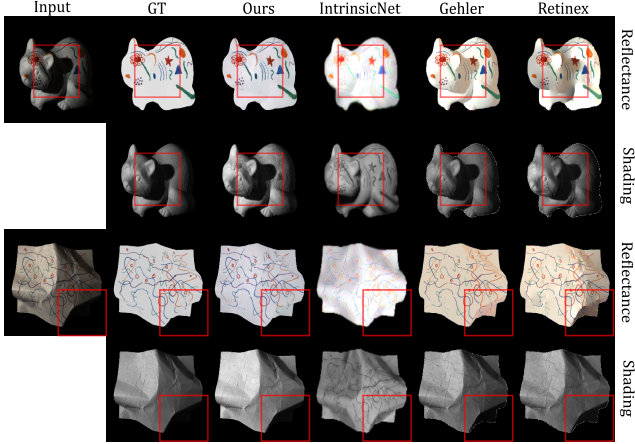 Input GT Ours IntrinsicNet Gehler Retinex
Reflectance
Shading
Reflectance
Shading